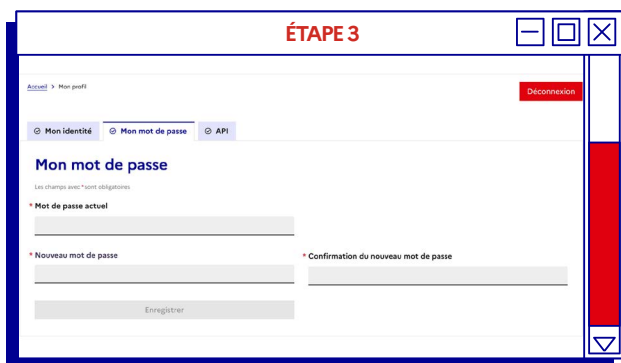 ÉTAPE 3
Accueil > Mon profil
Déconnexion
Mon identité
Mon mot de passe
API
Mon mot de passe
Les champs avec * sont obligatoires
* Mot de passe actuel
* Nouveau mot de passe
* Confirmation du nouveau mot de passe
Enregistrer